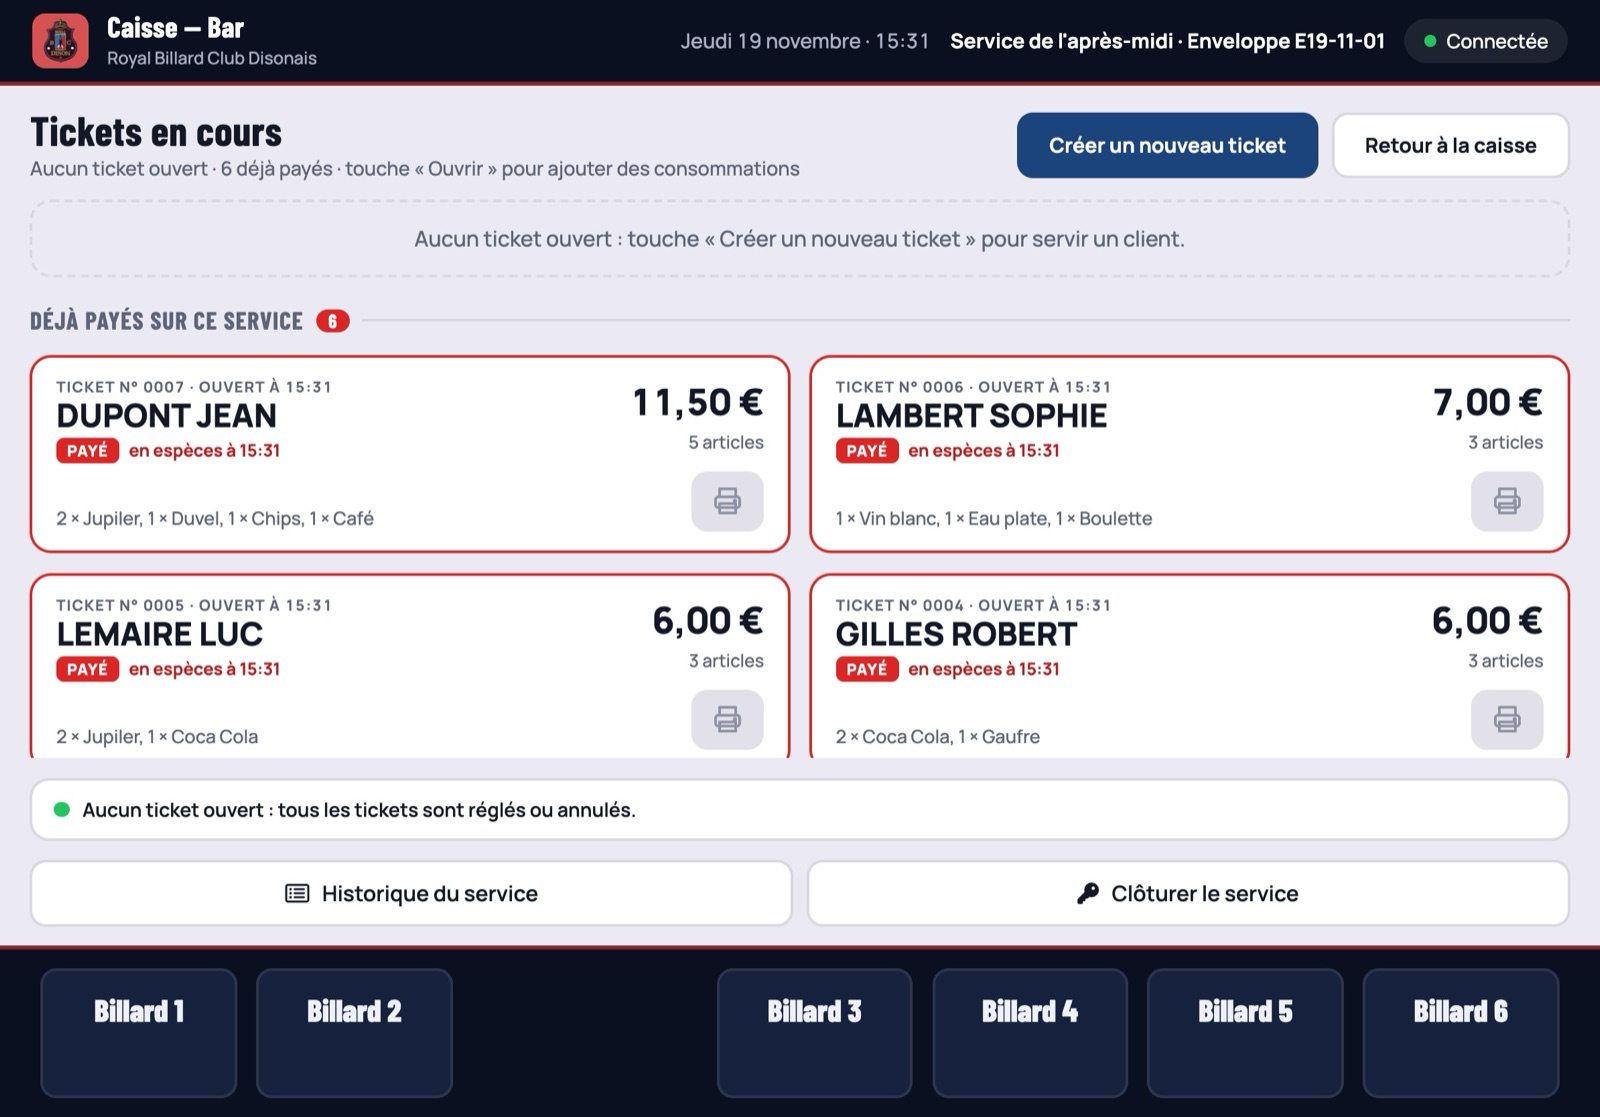 Caisse – Bar
Royal Billard Club Disonais
Jeudi 19 novembre · 15:31
Service de l'après-midi · Enveloppe E19-11-01
Connectée
Tickets en cours
Aucun ticket ouvert · 6 déjà payés · touche « Ouvrir » pour ajouter des consommations
Créer un nouveau ticket
Retour à la caisse
Aucun ticket ouvert : touche « Créer un nouveau ticket » pour servir un client.
DÉJÀ PAYÉS SUR CE SERVICE 6
TICKET N° 0007 · OUVERT À 15:31
DUPONT JEAN
PAYÉ en espèces à 15:31
11,50 €
5 articles
2 × Jupiler, 1 × Duvel, 1 × Chips, 1 × Café
TICKET N° 0006 · OUVERT À 15:31
LAMBERT SOPHIE
PAYÉ en espèces à 15:31
7,00 €
3 articles
1 × Vin blanc, 1 × Eau plate, 1 × Boulette
TICKET N° 0005 · OUVERT À 15:31
LEMAIRE LUC
PAYÉ en espèces à 15:31
6,00 €
3 articles
2 × Jupiler, 1 × Coca Cola
TICKET N° 0004 · OUVERT À 15:31
GILLES ROBERT
PAYÉ en espèces à 15:31
6,00 €
3 articles
2 × Coca Cola, 1 × Gaufre
Aucun ticket ouvert : tous les tickets sont réglés ou annulés.
Historique du service
Clôturer le service
Billard 1
Billard 2
Billard 3
Billard 4
Billard 5
Billard 6